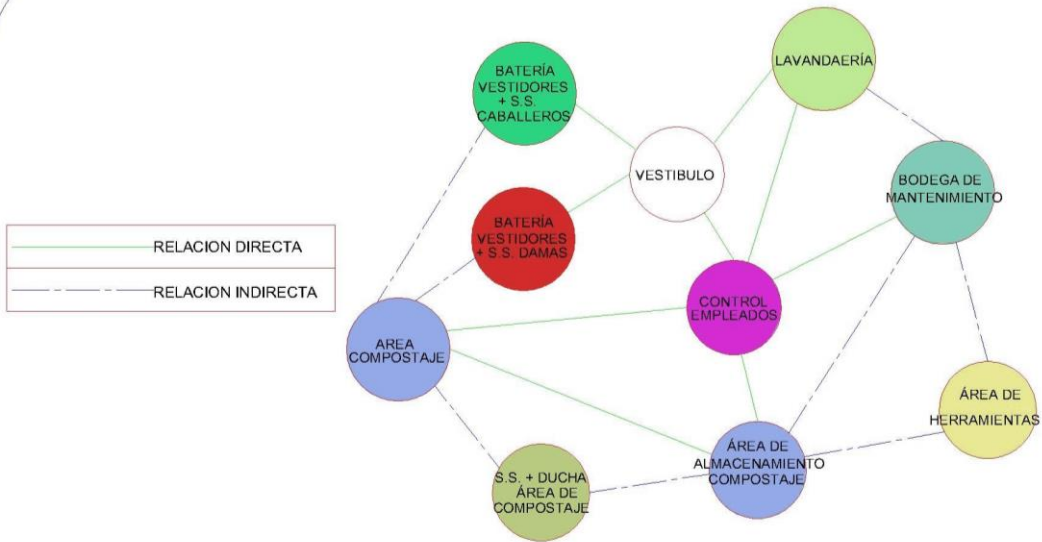 LAVANDAERÍA
BATERÍA
VESTIDORES
+ S.S.
CABALLEROS
VESTIBULO
BODEGA DE
MANTENIMIENTO
BATERÍA
VESTIDORES
+ S.S. DAMAS
RELACION DIRECTA
RELACION INDIRECTA
CONTROL
EMPLEADOS
AREA
COMPOSTAJE
ÁREA DE
HERRAMIENTAS
ÁREA DE
ALMACENAMIENTO
COMPOSTAJE
S.S. + DUCHA
ÁREA DE
COMPOSTAJE